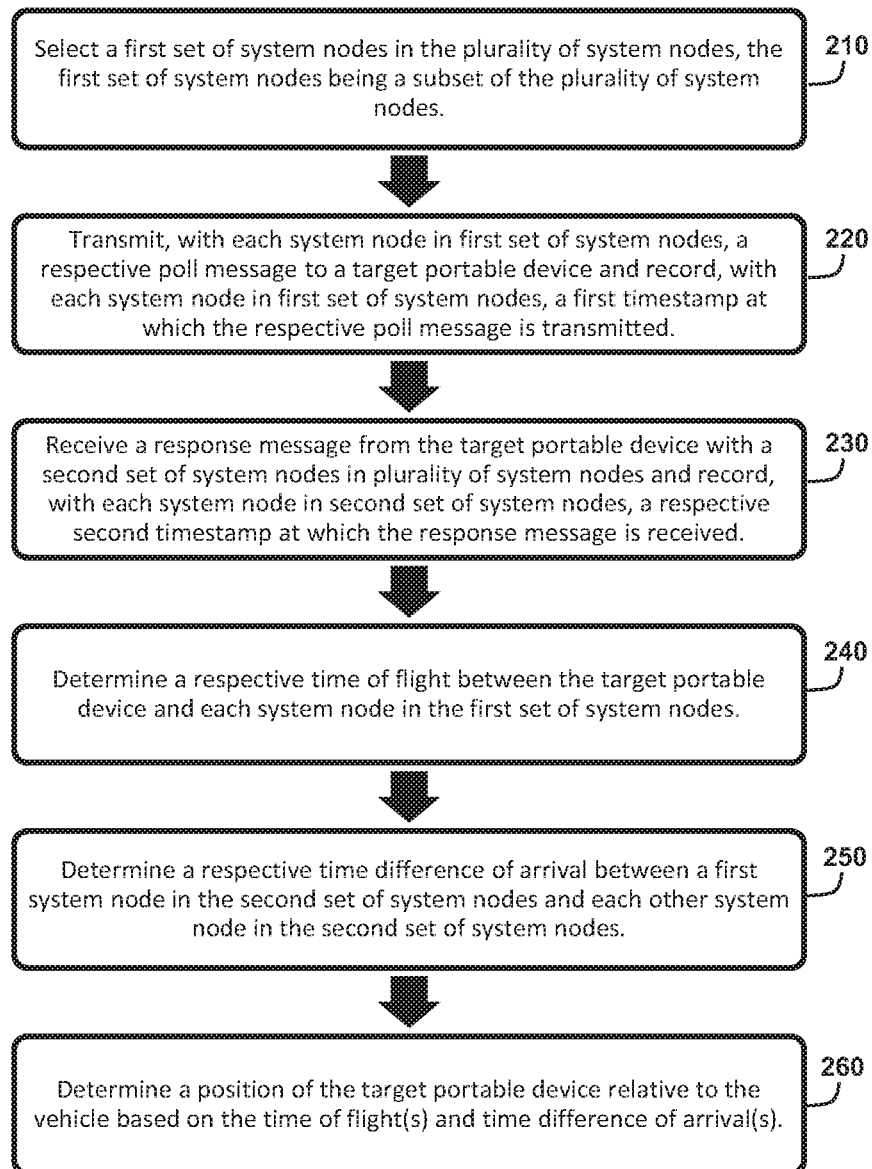 Select a first set of system nodes in the plurality of system nodes, the
first set of system nodes being a subset of the plurality of system
nodes.
210
Transmit, with each system node in first set of system nodes, a
respective poll message to a target portable device and record, with
each system node in first set of system nodes, a first timestamp at
which the respective poll message is transmitted.
220
Receive a response message from the target portable device with a
second set of system nodes in plurality of system nodes and record,
with each system node in second set of system nodes, a respective
second timestamp at which the response message is received.
230
Determine a respective time of flight between the target portable
device and each system node in the first set of system nodes.
240
Determine a respective time difference of arrival between a first
system node in the second set of system nodes and each other system
node in the second set of system nodes.
250
Determine a position of the target portable device relative to the
vehicle based on the time of flight(s) and time difference of arrival(s).
260